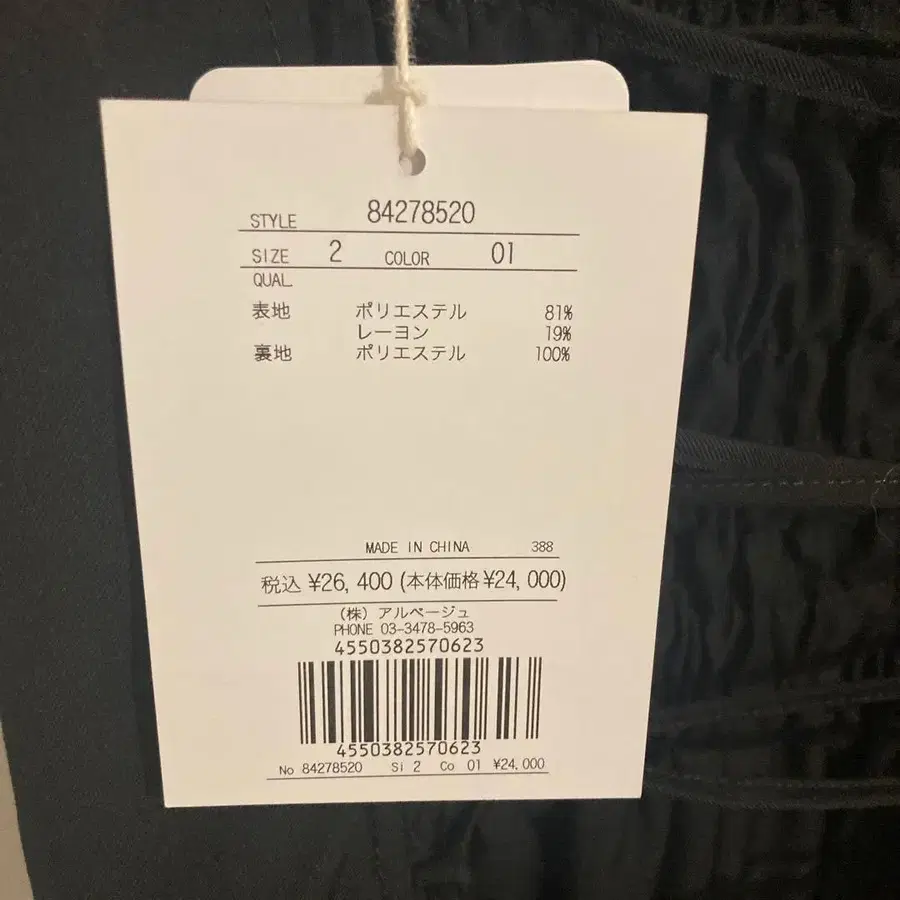 STYLE 84278520
SIZE 2 COLOR 01
QUAL.
表地 ポリエステル 81%
レーヨン 19%
裏地 ポリエステル 100%
MADE IN CHINA 388
税込 ¥26,400 (本体価格¥24,000)
(株) アルページュ
PHONE 03-3478-5963
4550382570623
4550382570623
No 84278520 Si 2 Co 01 ¥24,000